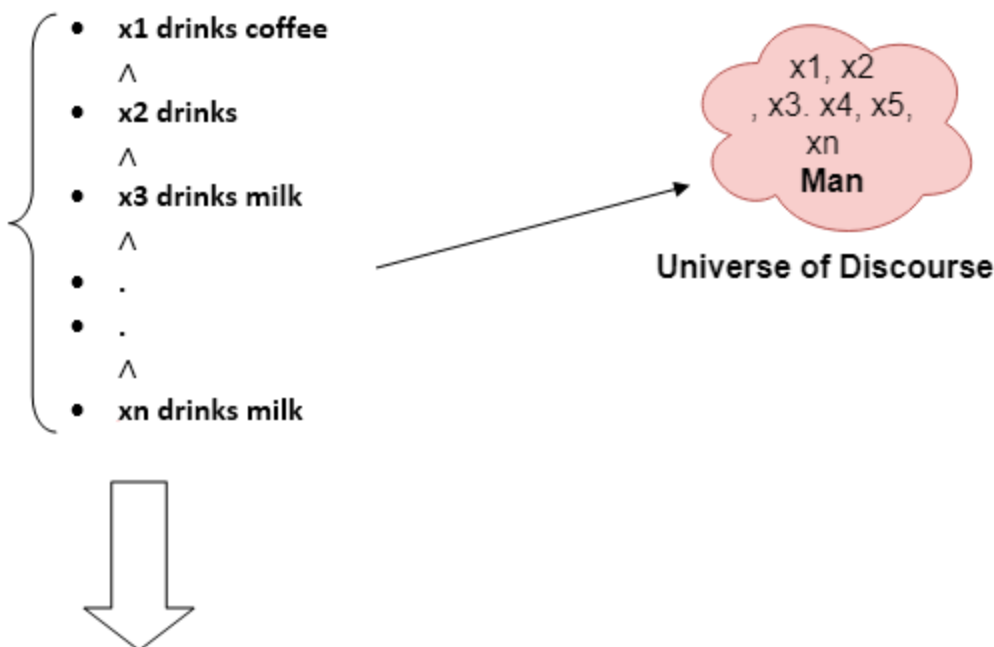 • x1 drinks coffee
∧
• x2 drinks
∧
• x3 drinks milk
∧
• .
• .
∧
• xn drinks milk
x1, x2
, x3. x4, x5,
xn
Man
Universe of Discourse